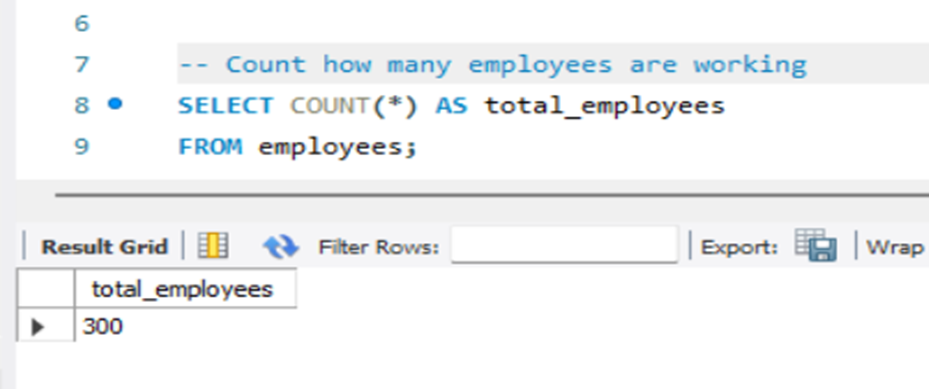 6
7 -- Count how many employees are working
8 SELECT COUNT(*) AS total_employees
9 FROM employees;
Result Grid Filter Rows: Export: Wrap
total_employees
300